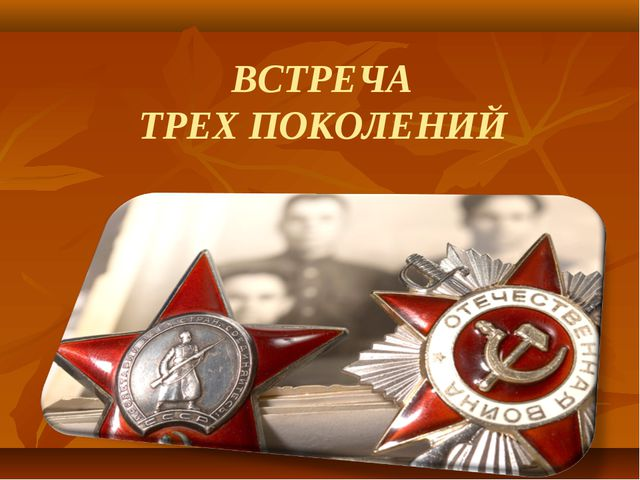 ВСТРЕЧА
ТРЕХ ПОКОЛЕНИЙ
СССР
ОТЕЧЕСТВЕННАЯ ВОЙНА